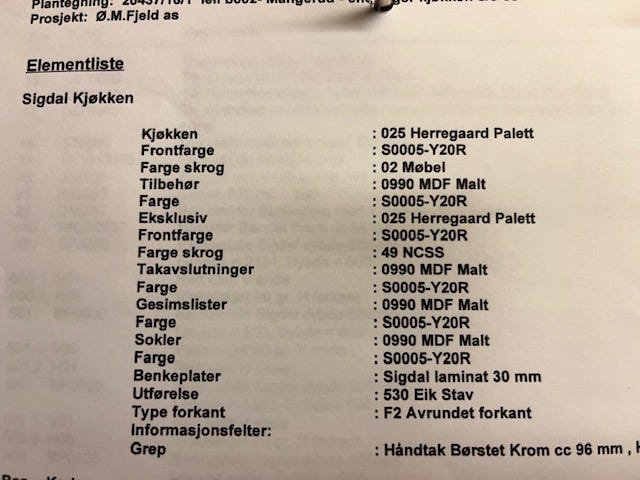 Prosjekt: Ø.M.Fjeld as
Elementliste
Sigdal Kjøkken
Kjøkken : 025 Herregaard Palett
Frontfarge : S0005-Y20R
Farge skrog : 02 Møbel
Tilbehør : 0990 MDF Malt
Farge : S0005-Y20R
Eksklusiv : 025 Herregaard Palett
Frontfarge : S0005-Y20R
Farge skrog : 49 NCSS
Takavslutninger : 0990 MDF Malt
Farge : S0005-Y20R
Gesimslister : 0990 MDF Malt
Farge : S0005-Y20R
Sokler : 0990 MDF Malt
Farge : S0005-Y20R
Benkeplater : Sigdal laminat 30 mm
Utførelse : 530 Eik Stav
Type forkant : F2 Avrundet forkant
Informasjonsfelter:
Grep : Håndtak Børstet Krom cc 96 mm ,